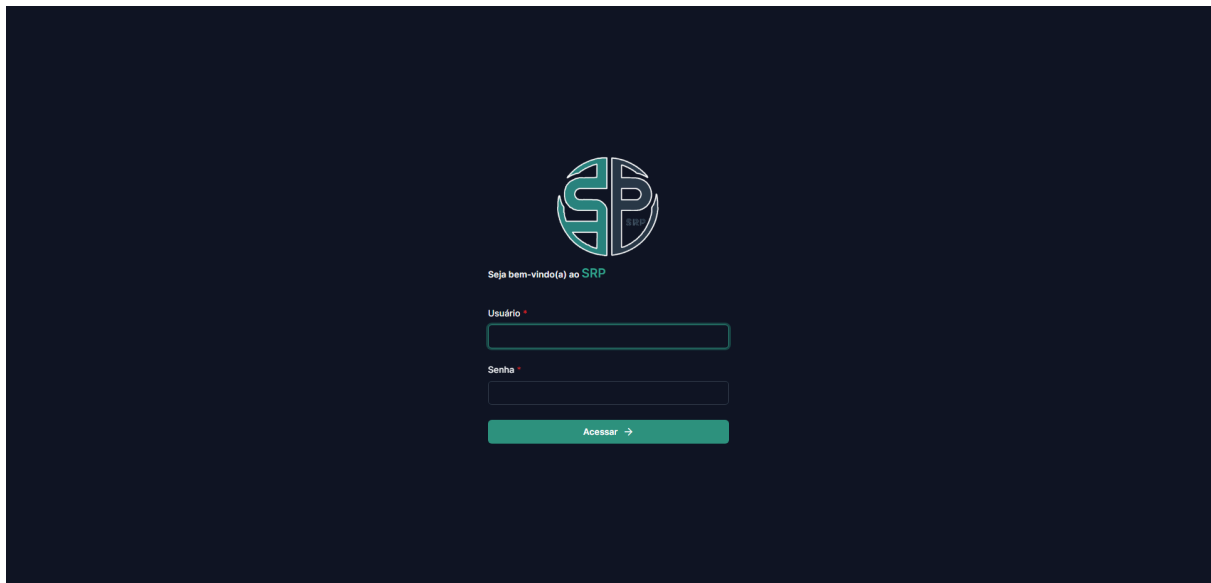 SRP
Seja bem-vindo(a) ao SRP
Usuário *
Senha *
Acessar →